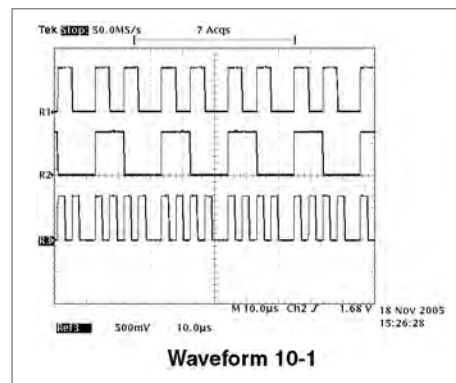 Tek Stop: 50.0MS/s 7 Acqs
R1
R2
R3
M 10.0µs Ch2 1.68 V 18 Nov 2005
15:26:28
Ref3 500mV 10.0µs
Waveform 10-1